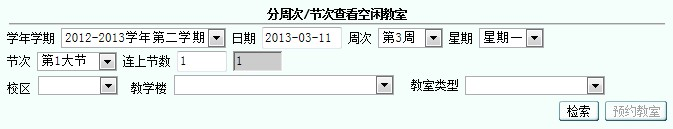 分周次/节次查看空闲教室
学年学期 2012-2013学年第二学期 日期 2013-03-11 周次 第3周 星期 星期一
节次 第1大节 连上节数 1 1
校区 教学楼 教室类型
检索 预约教室